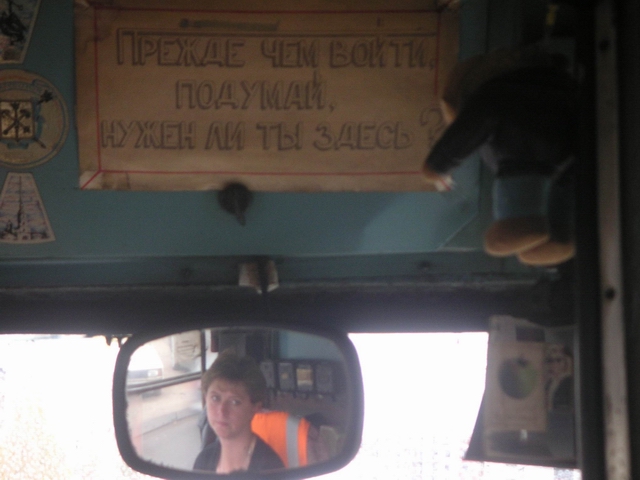 ПРЕЖДЕ ЧЕМ ВОЙТИ,
ПОДУМАЙ,
НУЖЕН ЛИ ТЫ ЗДЕСЬ?